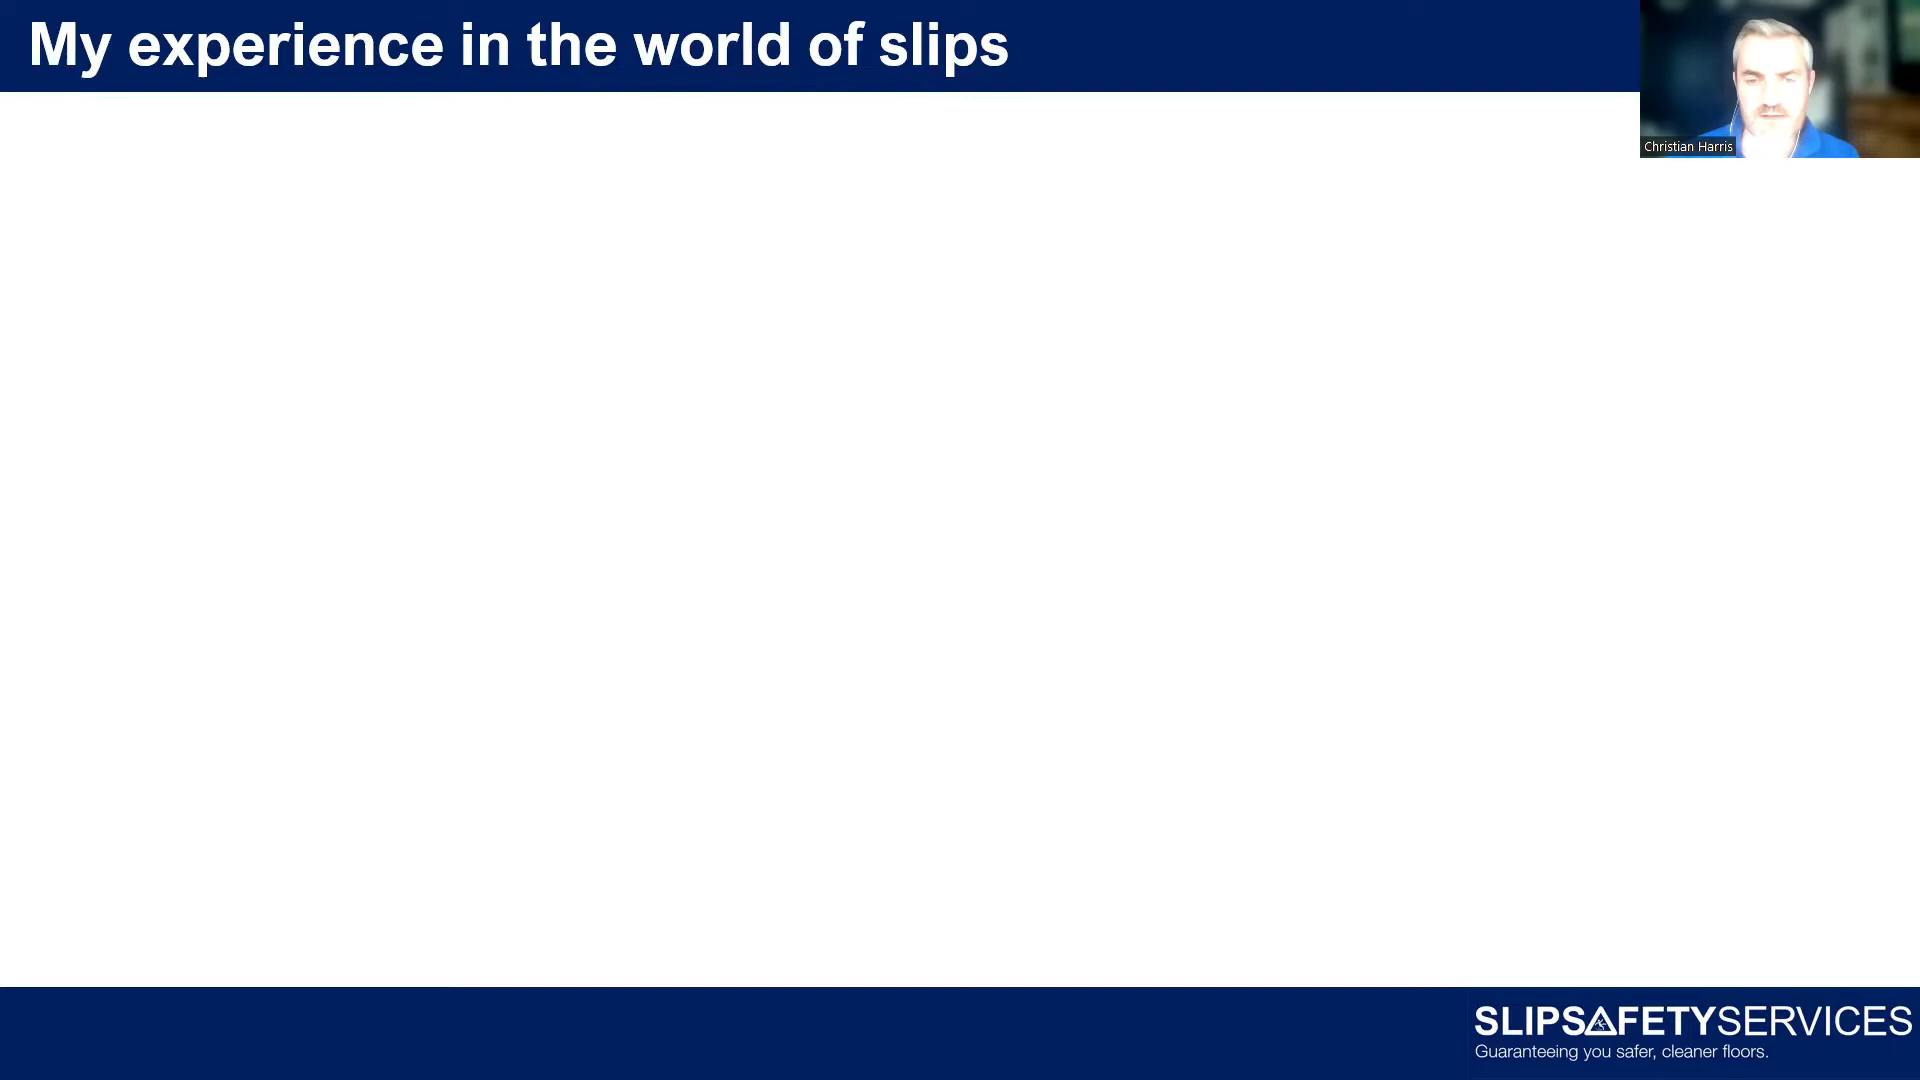 My experience in the world of slips
Christian Harris
SLIPSAFETYSERVICES
Guaranteeing you safer, cleaner floors.